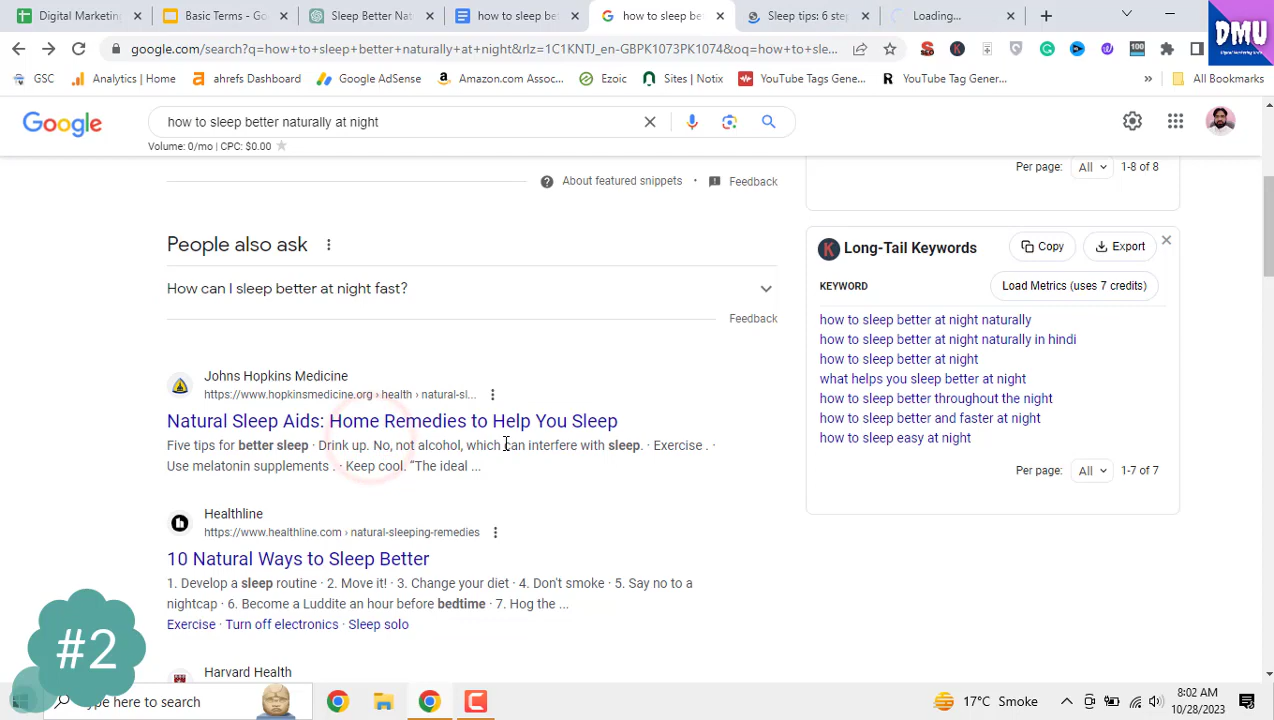 Digital Marketing
Basic Terms - Go
Sleep Better Nat
how to sleep be
how to sleep be
Sleep tips: 6 step
Loading...
google.com/search?q=how+to+sleep+better+naturally+at+night&rlz=1C1KNTJ_en-GBPK1073PK1074&oq=how+to+sle...
100
GSC
Analytics | Home
ahrefs Dashboard
Google AdSense
Amazon.com Assoc...
Ezoic
Sites | Notix
YouTube Tags Gene...
YouTube Tag Gener...
»
All Bookmarks
DMU
Google
how to sleep better naturally at night
Volume: 0/mo | CPC: $0.00
About featured snippets • Feedback
Per page: All 1-8 of 8
People also ask
How can I sleep better at night fast?
Feedback
Johns Hopkins Medicine
https://www.hopkinsmedicine.org › health › natural-sl...
Natural Sleep Aids: Home Remedies to Help You Sleep
Five tips for better sleep · Drink up. No, not alcohol, which can interfere with sleep. · Exercise . ·
Use melatonin supplements . · Keep cool. “The ideal ...
Healthline
https://www.healthline.com › natural-sleeping-remedies
10 Natural Ways to Sleep Better
1. Develop a sleep routine · 2. Move it! · 3. Change your diet · 4. Don't smoke · 5. Say no to a
nightcap · 6. Become a Luddite an hour before bedtime · 7. Hog the ...
Exercise · Turn off electronics · Sleep solo
Harvard Health
K Long-Tail Keywords
Copy
Export
KEYWORD
Load Metrics (uses 7 credits)
how to sleep better at night naturally
how to sleep better at night naturally in hindi
how to sleep better at night
what helps you sleep better at night
how to sleep better throughout the night
how to sleep better and faster at night
how to sleep easy at night
Per page: All 1-7 of 7
#2
ype here to search
17°C Smoke
8:02 AM
10/28/2023